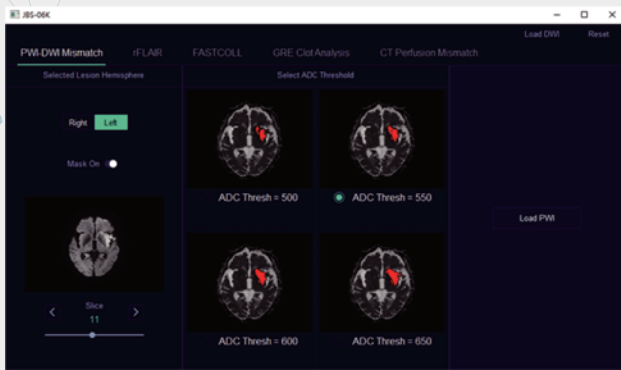 JBS-06K
Load DWI Reset
PWI-DWI Mismatch rFLAIR FASTCOLL GRE Clot Analysis CT Perfusion Mismatch
Selected Lesion Hemisphere Select ADC Threshold
Right Left
Mask On
ADC Thresh = 500 ADC Thresh = 550
Load PWI
Slice
11
ADC Thresh = 600 ADC Thresh = 650